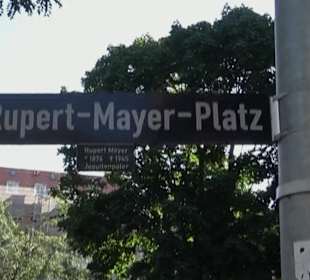 Rupert-Mayer-Platz
Rupert Mayer
* 1876 † 1945
Jesuitenpater